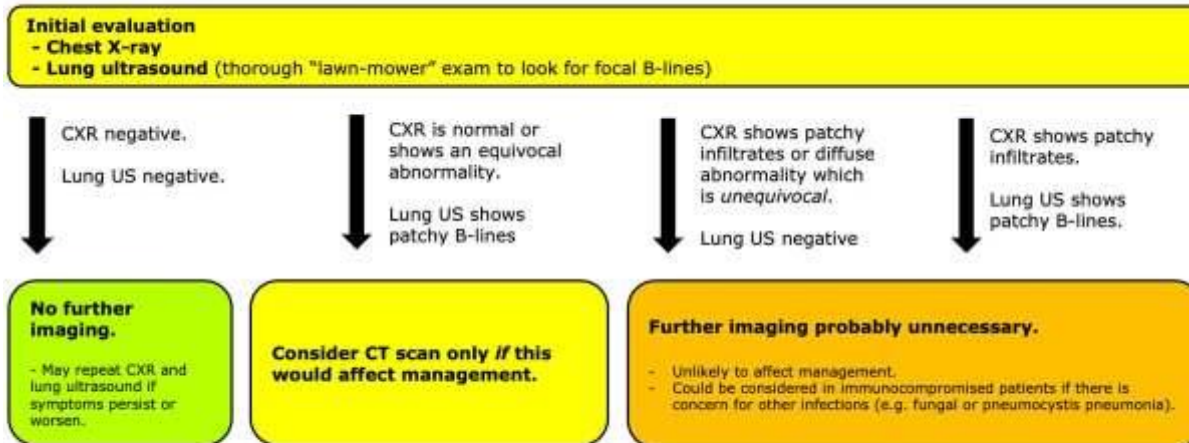 Initial evaluation
- Chest X-ray
- Lung ultrasound (thorough "lawn-mower" exam to look for focal B-lines)
CXR negative.
Lung US negative.
CXR is normal or
shows an equivocal
abnormality.
Lung US shows
patchy B-lines
CXR shows patchy
infiltrates or diffuse
abnormality which
is unequivocal.
Lung US negative
CXR shows patchy
infiltrates.
Lung US shows
patchy B-lines.
No further
imaging.
- May repeat CXR and
lung ultrasound if
symptoms persist or
worsen.
Consider CT scan only if this
would affect management.
Further imaging probably unnecessary.
- Unlikely to affect management.
- Could be considered in immunocompromised patients if there is
concern for other infections (e.g. fungal or pneumocystis pneumonia).